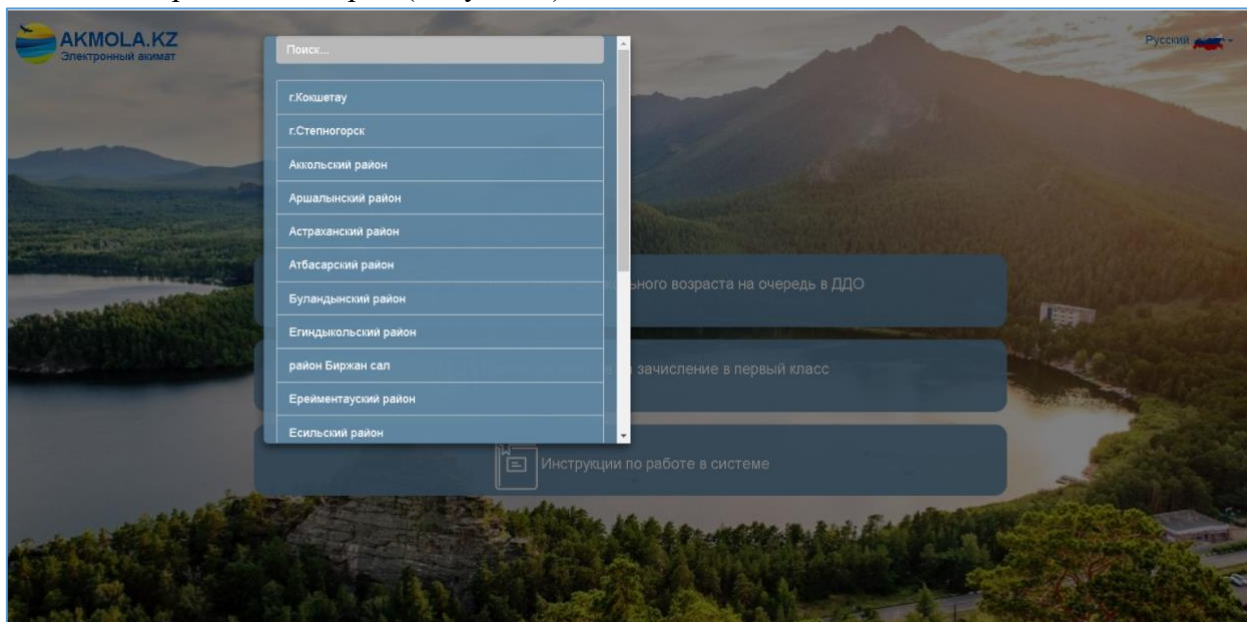 AKMOLA.KZ
Электронный акимат
Русский
Поиск...
г.Кокшетау
г.Степногорск
Аккольский район
Аршалынский район
Астраханский район
Атбасарский район
Буландынский район
Егиндыкольский район
район Биржан сал
Ерейментауский район
Есильский район
возраста на очередь в ДДО
зачисление в первый класс
Инструкции по работе в системе